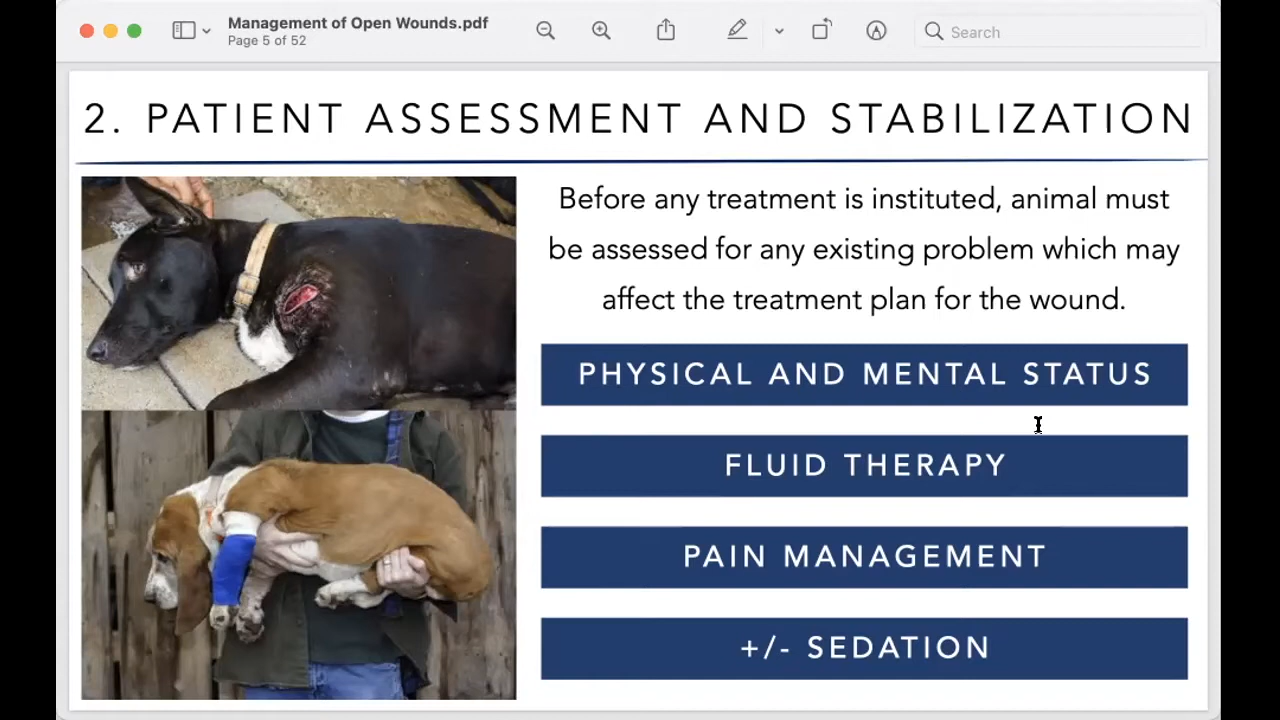 Management of Open Wounds.pdf
Page 5 of 52
Search
2. PATIENT ASSESSMENT AND STABILIZATION
Before any treatment is instituted, animal must
be assessed for any existing problem which may
affect the treatment plan for the wound.
PHYSICAL AND MENTAL STATUS
FLUID THERAPY
PAIN MANAGEMENT
+/- SEDATION